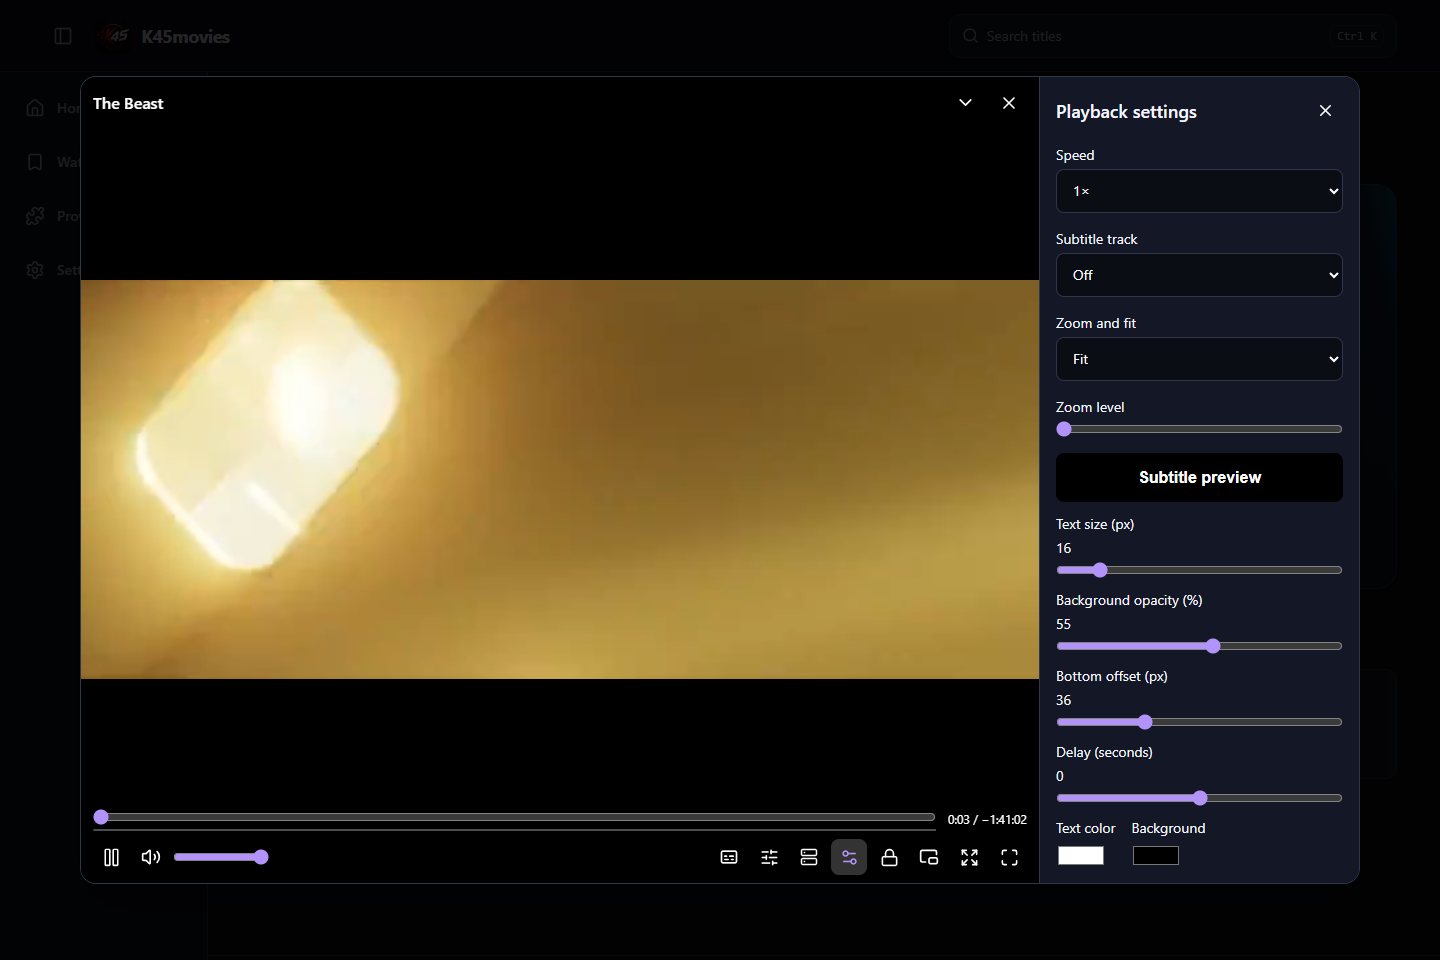 45 K45movies
Search titles
Ctrl K
The Beast
Playback settings
Speed
1×
Subtitle track
Off
Zoom and fit
Fit
Zoom level
Subtitle preview
Text size (px)
16
Background opacity (%)
55
Bottom offset (px)
36
Delay (seconds)
0
Text color Background
0:03 / −1:41:02